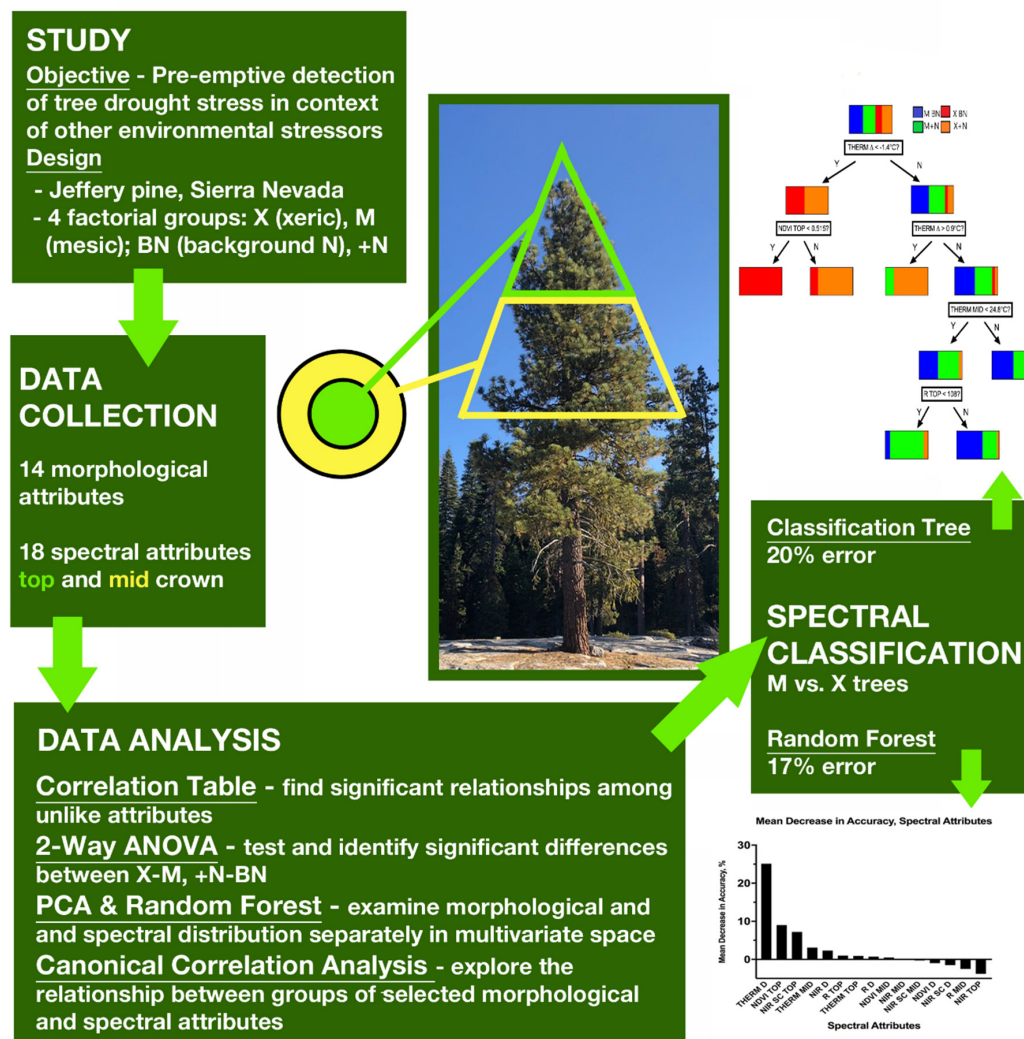 STUDY
Objective - Pre-emptive detection
of tree drought stress in context
of other environmental stressors
Design
- Jeffery pine, Sierra Nevada
- 4 factorial groups: X (xeric), M
(mesic); BN (background N), +N
DATA
COLLECTION
14 morphological
attributes
18 spectral attributes
top and mid crown
DATA ANALYSIS
Correlation Table - find significant relationships among
unlike attributes
2-Way ANOVA - test and identify significant differences
between X-M, +N-BN
PCA & Random Forest - examine morphological and
and spectral distribution separately in multivariate space
Canonical Correlation Analysis - explore the
relationship between groups of selected morphological
and spectral attributes
M BN X BN
M+N X+N
THERM Δ < -1.4°C?
Y N
NDVI TOP < 0.515? THERM Δ > 0.9°C?
Y N Y N
THERM MID < 24.8°C?
Y N
R TOP < 108?
Y N
Classification Tree
20% error
SPECTRAL
CLASSIFICATION
M vs. X trees
Random Forest
17% error
Mean Decrease in Accuracy, Spectral Attributes
Mean Decrease in Accuracy, %
30
20
10
0
THERM D
NDVI TOP
NIR SC TOP
THERM MID
NIR D
R TOP
THERM TOP
R D
NDVI MID
NIR MID
NIR SC MID
NDVI D
NIR SC D
R MID
NIR TOP
Spectral Attributes